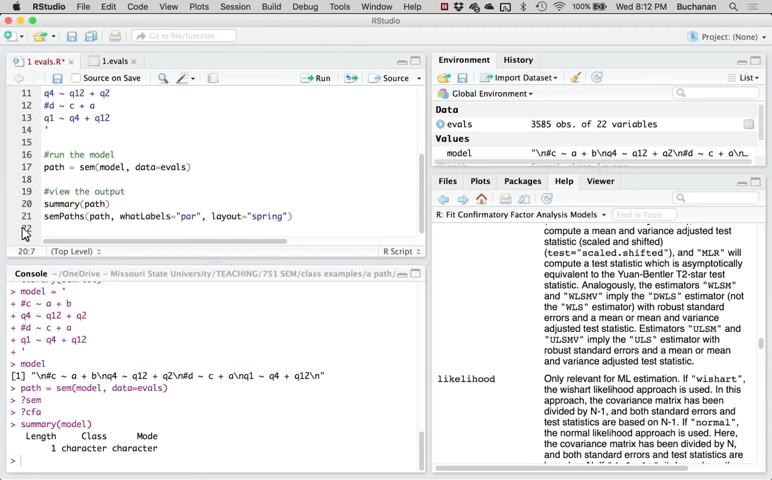 RStudio File Edit Code View Plots Session Build Debug Tools Window Help 100% Wed 8:12 PM Buchanan
RStudio
Go to file/function
Project: (None)
1 evals.R*
1.evals
Source on Save
Run
Source
11 q4 ~ q12 + q2
12 #d ~ c + a
13 q1 ~ q4 + q12
14 '
15
16 #run the model
17 path = sem(model, data=evals)
18
19 #view the output
20 summary(path)
21 semPaths(path, whatLabels="par", layout="spring")
22
20:7 (Top Level) R Script
Console ~/OneDrive - Missouri State University/TEACHING/751 SEM/class examples/a path/
> model = '
+ #c ~ a + b
+ q4 ~ q12 + q2
+ #d ~ c + a
+ q1 ~ q4 + q12
+ '
> model
[1] "\n#c ~ a + b\nq4 ~ q12 + q2\n#d ~ c + a\nq1 ~ q4 + q12\n"
> path = sem(model, data=evals)
> ?sem
> ?cfa
> summary(model)
Length Class Mode
1 character character
>
Environment History
Import Dataset
List
Global Environment
Data
evals 3585 obs. of 22 variables
Values
model "\n#c ~ a + b\nq4 ~ q12 + q2\n#d ~ c + a\n…
Files Plots Packages Help Viewer
R: Fit Confirmatory Factor Analysis Models
Find in Topic
compute a mean and variance adjusted test
statistic (scaled and shifted)
(test="scaled.shifted"), and "MLR" will
compute a test statistic which is asymptotically
equivalent to the Yuan-Bentler T2-star test
statistic. Analogously, the estimators "WLSM"
and "WLSMV" imply the "DWLS" estimator (not
the "WLS" estimator) with robust standard
errors and a mean or mean and variance
adjusted test statistic. Estimators "ULSM" and
"ULSMV" imply the "ULS" estimator with
robust standard errors and a mean or mean
and variance adjusted test statistic.
likelihood Only relevant for ML estimation. If "wishart",
the wishart likelihood approach is used. In this
approach, the covariance matrix has been
divided by N-1, and both standard errors and
test statistics are based on N-1. If "normal",
the normal likelihood approach is used. Here,
the covariance matrix has been divided by N,
and both standard errors and test statistics are